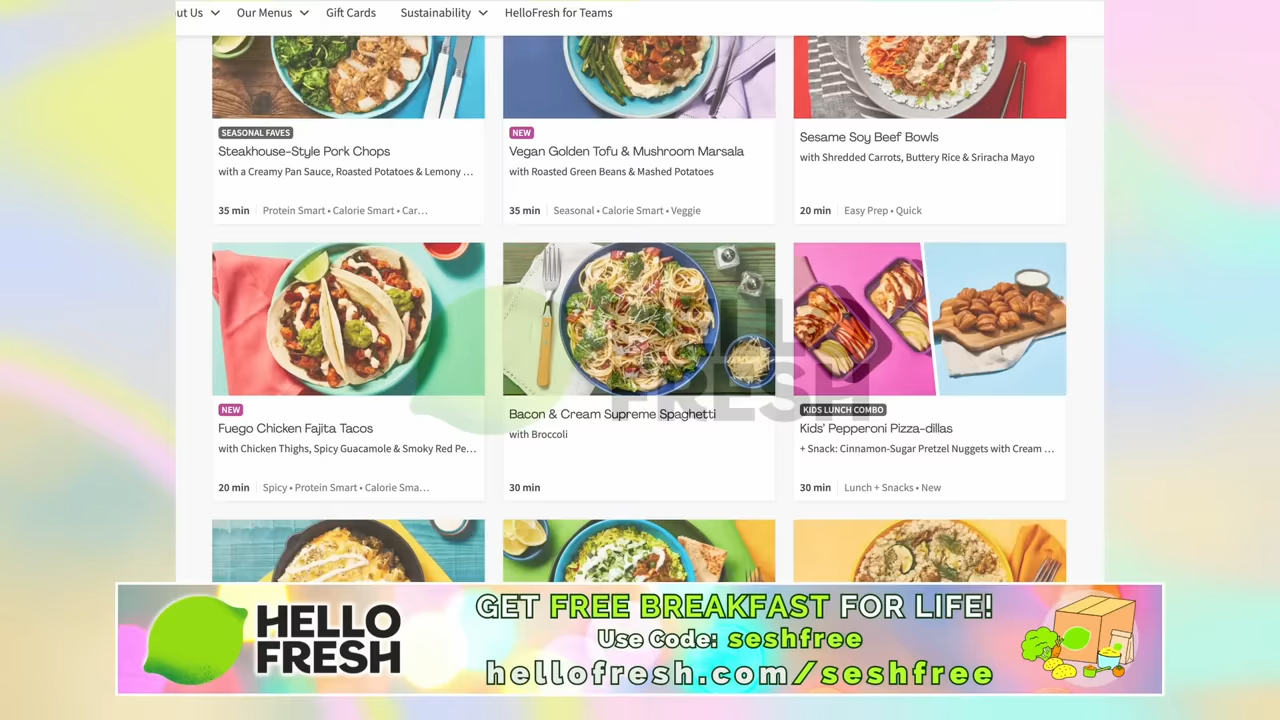 ut Us
Our Menus
Gift Cards
Sustainability
HelloFresh for Teams
SEASONAL FAVES
Steakhouse-Style Pork Chops
with a Creamy Pan Sauce, Roasted Potatoes & Lemony …
35 min
Protein Smart • Calorie Smart • Car…
NEW
Vegan Golden Tofu & Mushroom Marsala
with Roasted Green Beans & Mashed Potatoes
35 min
Seasonal • Calorie Smart • Veggie
Sesame Soy Beef Bowls
with Shredded Carrots, Buttery Rice & Sriracha Mayo
20 min
Easy Prep • Quick
NEW
Fuego Chicken Fajita Tacos
with Chicken Thighs, Spicy Guacamole & Smoky Red Pe…
20 min
Spicy • Protein Smart • Calorie Sma…
Bacon & Cream Supreme Spaghetti
with Broccoli
30 min
KIDS LUNCH COMBO
Kids' Pepperoni Pizza-dillas
+ Snack: Cinnamon-Sugar Pretzel Nuggets with Cream …
30 min
Lunch + Snacks • New
HELLO
FRESH
HELLO
FRESH
GET FREE BREAKFAST FOR LIFE!
Use Code: seshfree
hellofresh.com/seshfree